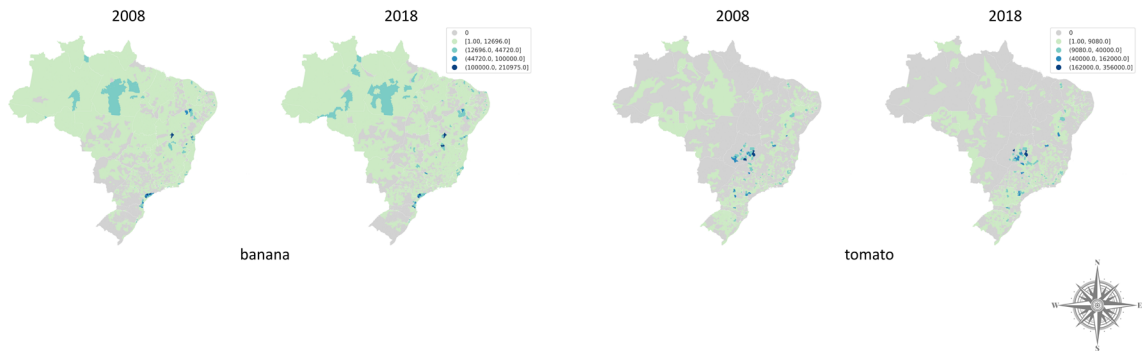 2008
2018
0
[1.00, 12696.0]
(12696.0, 44720.0]
(44720.0, 100000.0]
(100000.0, 210975.0]
banana
2008
2018
0
[1.00, 9080.0]
(9080.0, 40000.0]
(40000.0, 162000.0]
(162000.0, 356000.0]
tomato
N
W E
N